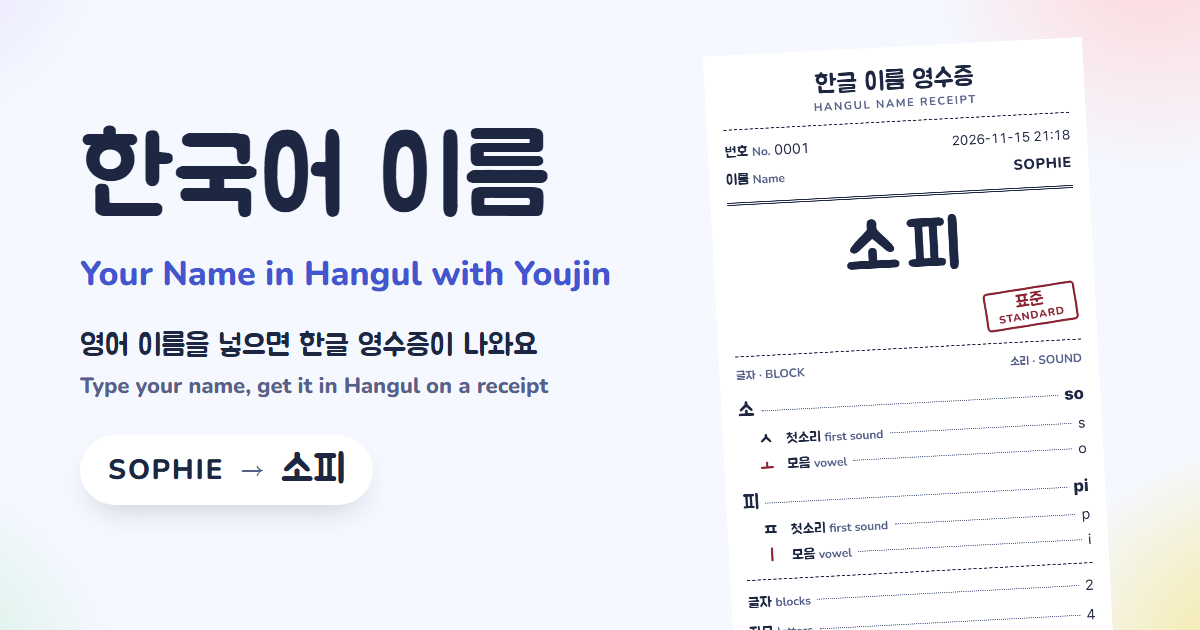 한국어 이름
Your Name in Hangul with Youjin
영어 이름을 넣으면 한글 영수증이 나와요
Type your name, get it in Hangul on a receipt
SOPHIE → 소피
한글 이름 영수증
HANGUL NAME RECEIPT
번호 No. 0001 2026-11-15 21:18
이름 Name SOPHIE
소피
표준
STANDARD
글자 · BLOCK 소리 · SOUND
소 so
ㅅ 첫소리 first sound s
ㅗ 모음 vowel o
피 pi
ㅍ 첫소리 first sound p
ㅣ 모음 vowel i
글자 blocks 2
4